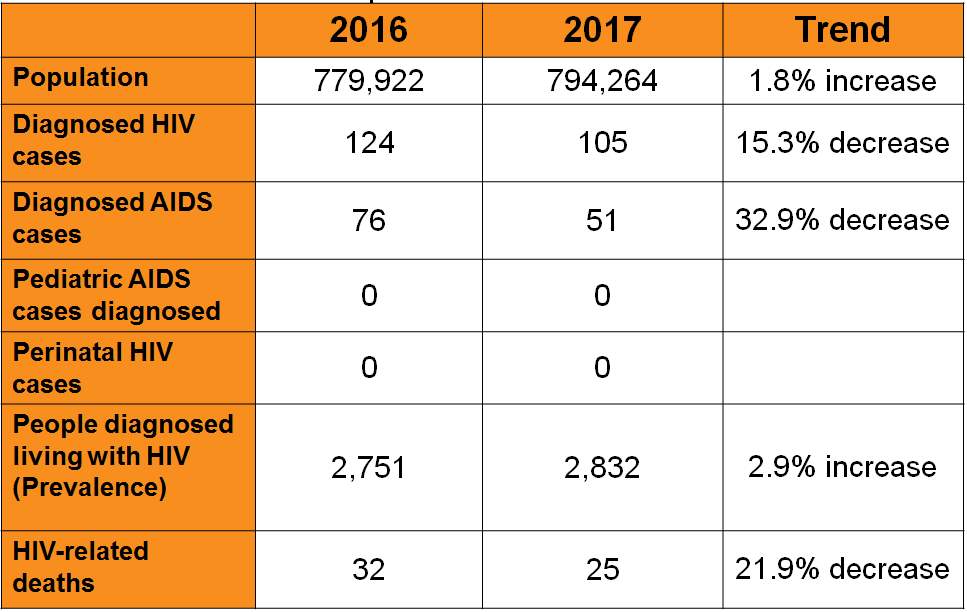 2016 2017 Trend
Population 779,922 794,264 1.8% increase
Diagnosed HIV
cases 124 105 15.3% decrease
Diagnosed AIDS
cases 76 51 32.9% decrease
Pediatric AIDS
cases diagnosed 0 0
Perinatal HIV
cases 0 0
People diagnosed
living with HIV 2,751 2,832 2.9% increase
(Prevalence)
HIV-related
deaths 32 25 21.9% decrease